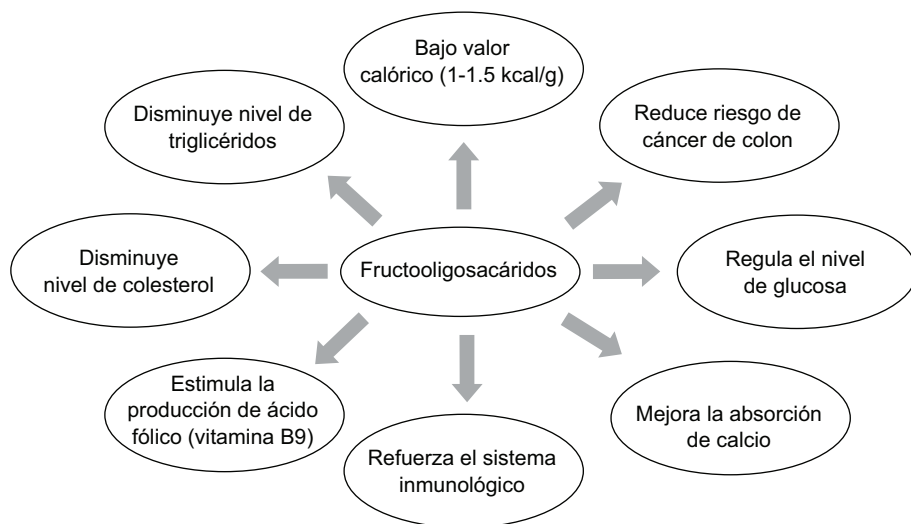 Bajo valor
calórico (1-1.5 kcal/g)
Disminuye nivel de
triglicéridos
Reduce riesgo de
cáncer de colon
Disminuye
nivel de colesterol
Fructooligosacáridos
Regula el nivel
de glucosa
Estimula la
producción de ácido
fólico (vitamina B9)
Mejora la absorción
de calcio
Refuerza el sistema
inmunológico